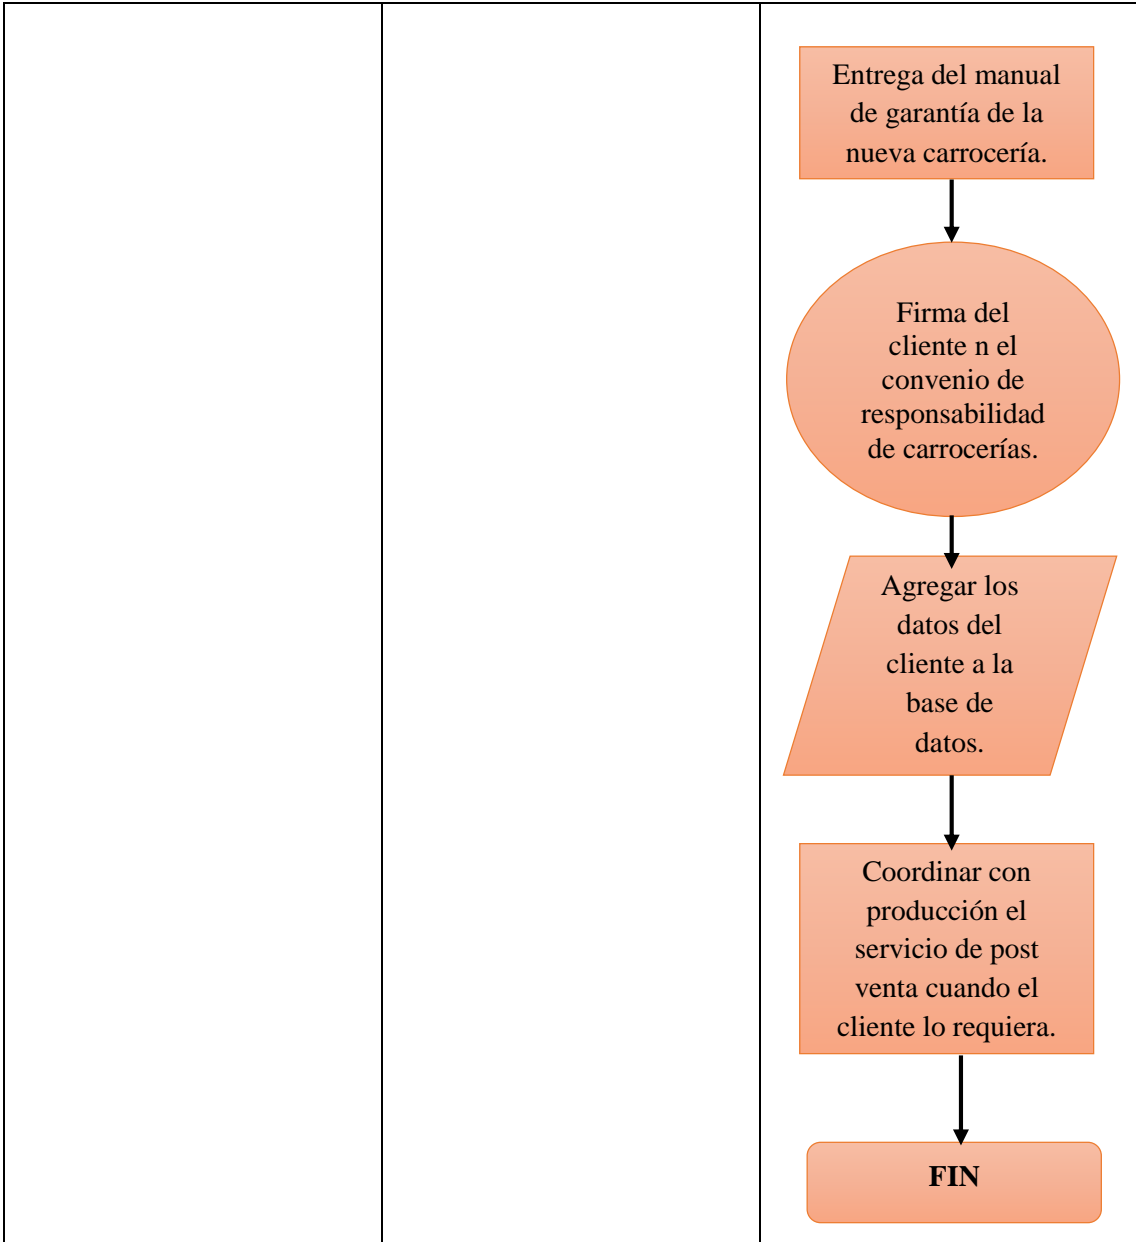 Entrega del manual
de garantía de la
nueva carrocería.
Firma del
cliente n el
convenio de
responsabilidad
de carrocerías.
Agregar los
datos del
cliente a la
base de
datos.
Coordinar con
producción el
servicio de post
venta cuando el
cliente lo requiera.
FIN